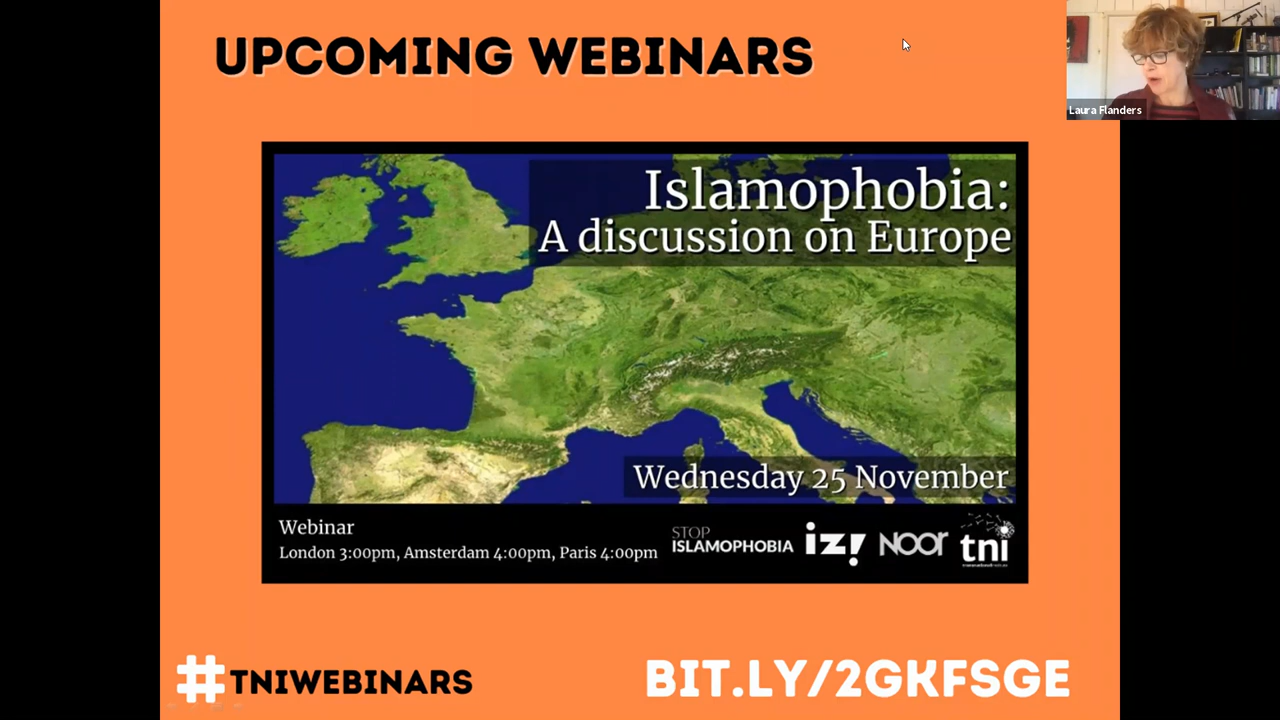 UPCOMING WEBINARS
Laura Flanders
Islamophobia:
A discussion on Europe
Wednesday 25 November
Webinar
London 3:00pm, Amsterdam 4:00pm, Paris 4:00pm
STOP
ISLAMOPHOBIA
iz!
NOOR
tni
#TNIWEBINARS
BIT.LY/2GKFSGE